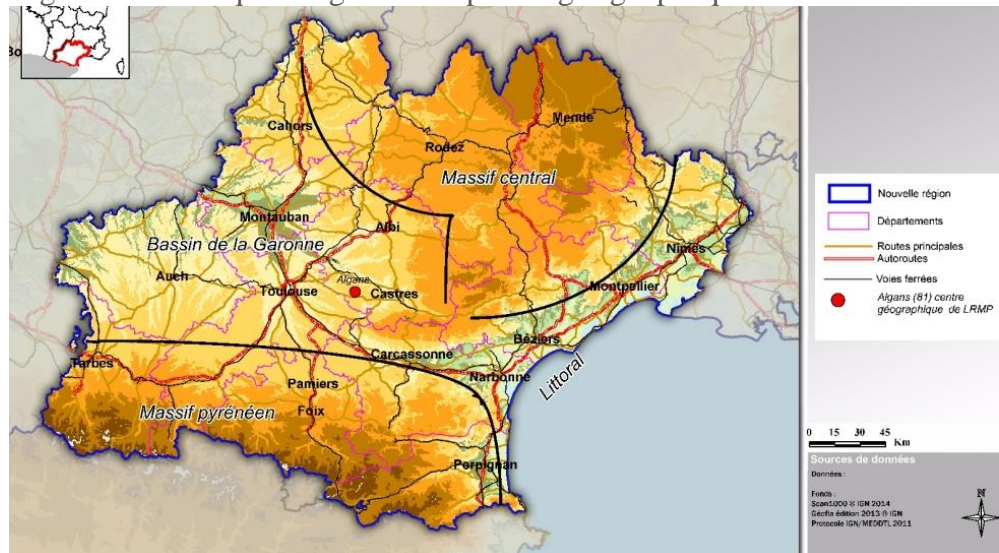 Cahors
Mende
Rodez
Massif central
Montauban
Albi
Nîmes
Bassin de la Garonne
Auch
Algans
Toulouse
Castres
Montpellier
Béziers
Carcassonne
Littoral
Tarbes
Narbonne
Pamiers
Massif pyrénéen
Foix
Perpignan
Nouvelle région
Départements
Routes principales
Autoroutes
Voies ferrées
Algans (81) centre
géographique de LRMP
0 15 30 45
Km
Sources de données
Données :
Fonds :
Scan1000 ® IGN 2014
Géofla édition 2013 ® IGN
Protocole IGN/MEDDTL 2011
N